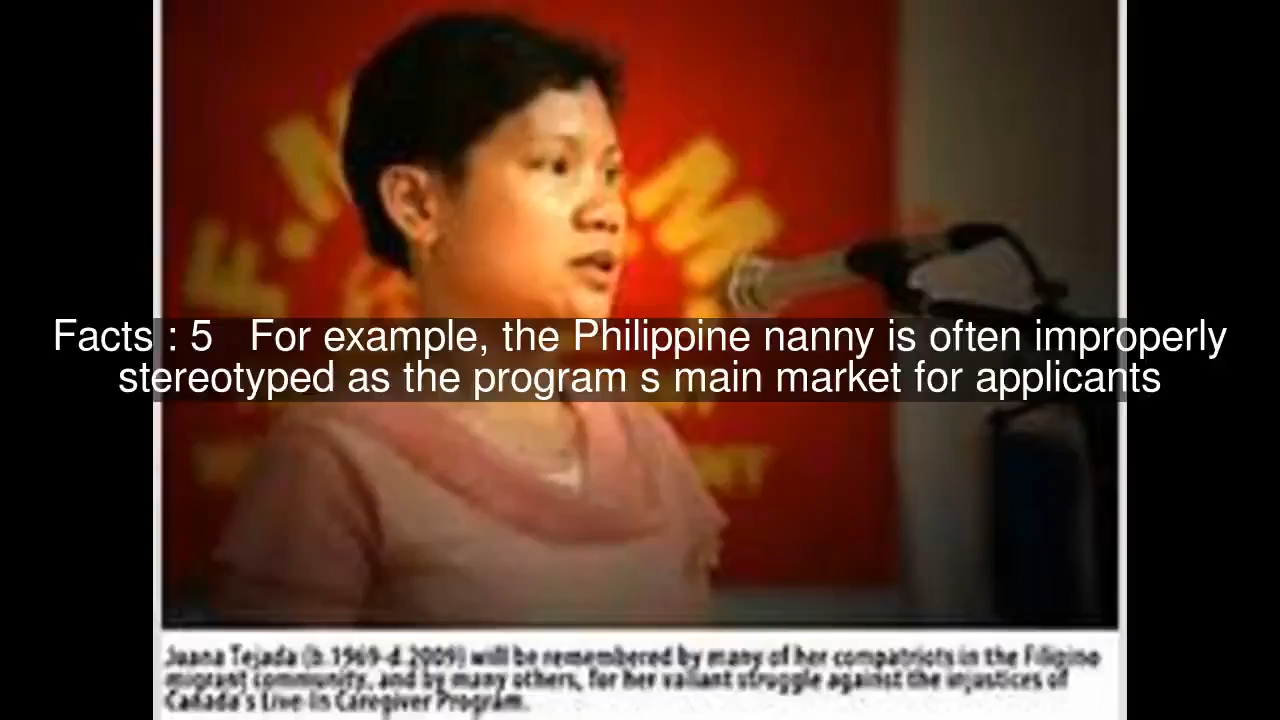 Facts : 5 For example, the Philippine nanny is often improperly
stereotyped as the program s main market for applicants
Juana Tejada (b.1969-d.2009) will be remembered by many of her compatriots in the Filipino
migrant community, and by many others, for her valiant struggle against the injustices of
Canada's Live-In Caregiver Program.